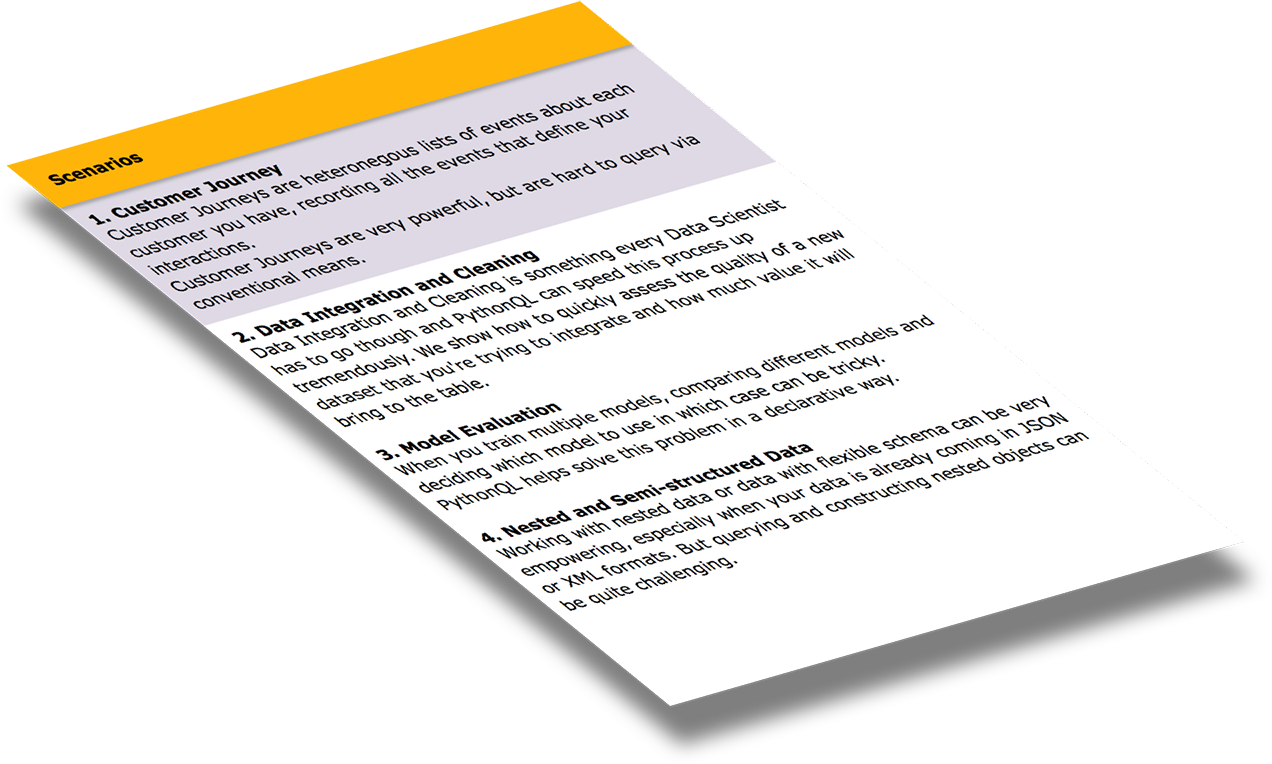 Scenarios
1. Customer Journey
Customer Journeys are heteronegous lists of events about each
customer you have, recording all the events that define your
interactions.
Customer Journeys are very powerful, but are hard to query via
conventional means.
2. Data Integration and Cleaning
Data Integration and Cleaning is something every Data Scientist
has to go though and PythonQL can speed this process up
tremendously. We show how to quickly assess the quality of a new
dataset that you're trying to integrate and how much value it will
bring to the table.
3. Model Evaluation
When you train multiple models, comparing different models and
deciding which model to use in which case can be tricky.
PythonQL helps solve this problem in a declarative way.
4. Nested and Semi-structured Data
Working with nested data or data with flexible schema can be very
empowering, especially when your data is already coming in JSON
or XML formats. But querying and constructing nested objects can
be quite challenging.